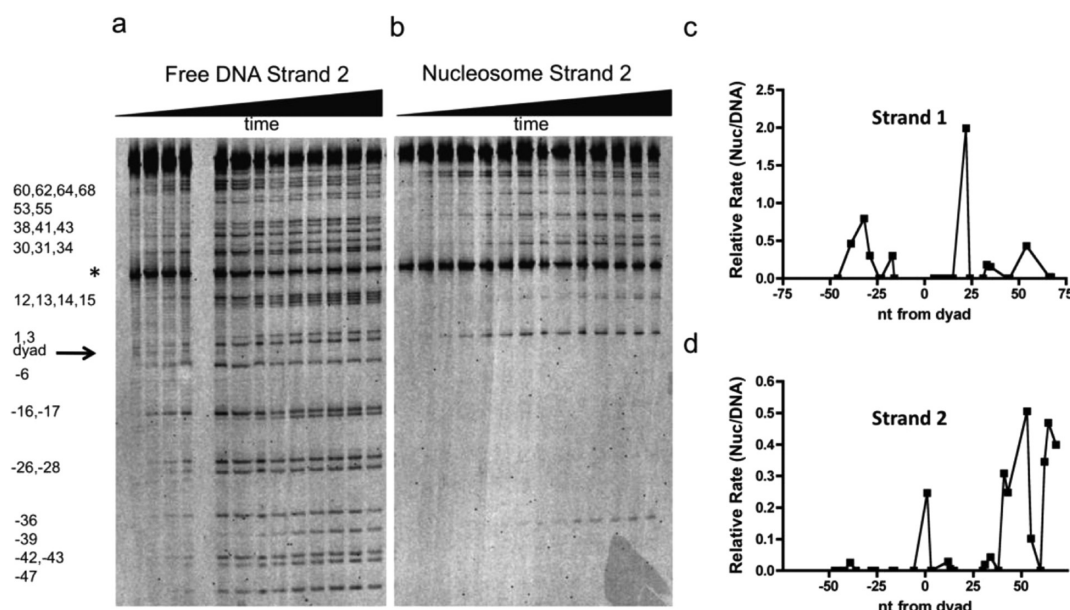 a
Free DNA Strand 2
time
b
Nucleosome Strand 2
time
60,62,64,68
53,55
38,41,43
30,31,34
*
12,13,14,15
1,3
dyad
-6
-16,-17
-26,-28
-36
-39
-42,-43
-47
c
Strand 1
Relative Rate (Nuc/DNA)
2.5
2.0
1.5
1.0
0.5
0.0
-75 -50 -25 0 25 50 75
nt from dyad
d
Strand 2
Relative Rate (Nuc/DNA)
0.6
0.5
0.4
0.3
0.2
0.1
0.0
-75 -50 -25 0 25 50
nt from dyad